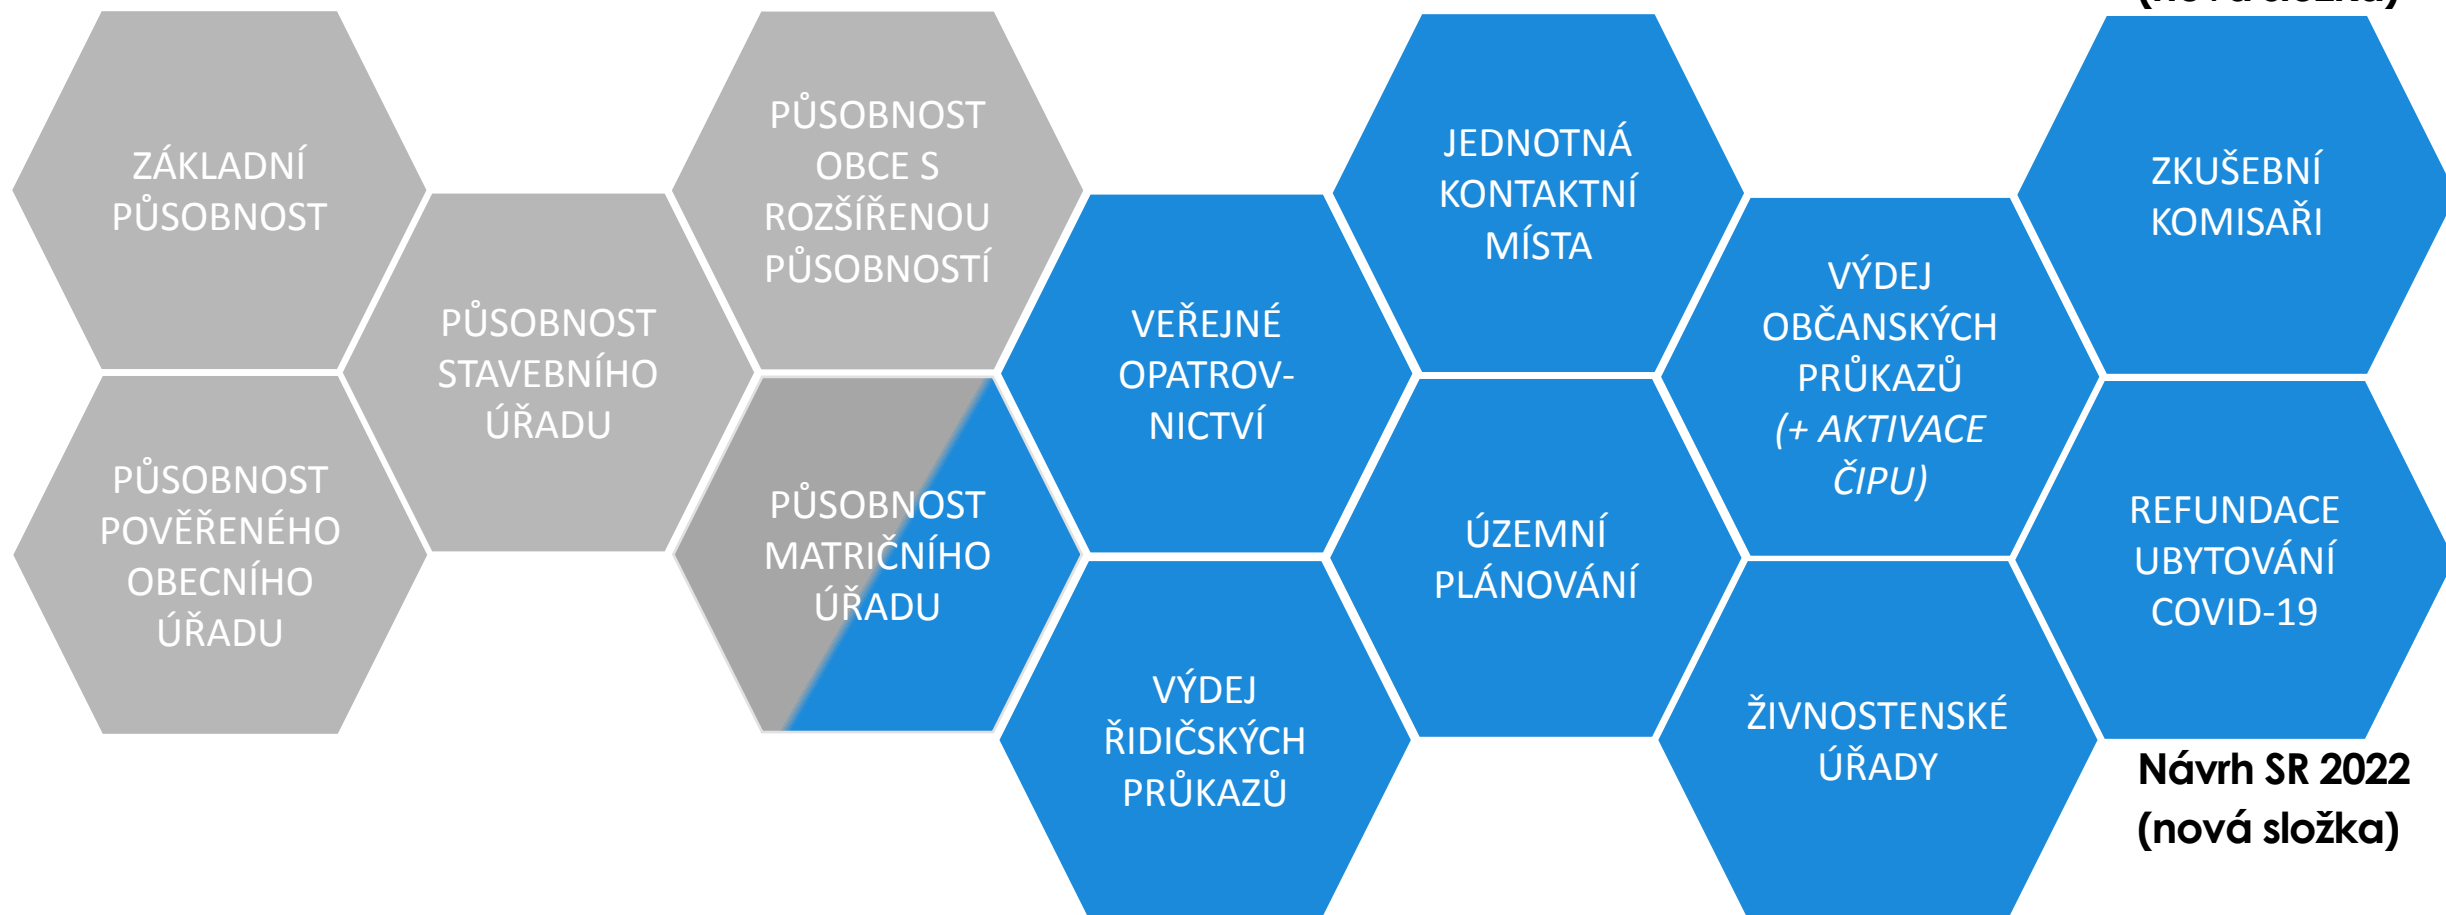 (nová složka)
ZÁKLADNÍ
PŮSOBNOST
PŮSOBNOST
POVĚŘENÉHO
OBECNÍHO
ÚŘADU
PŮSOBNOST
STAVEBNÍHO
ÚŘADU
PŮSOBNOST
OBCE S
ROZŠÍŘENOU
PŮSOBNOSTÍ
PŮSOBNOST
MATRIČNÍHO
ÚŘADU
VEŘEJNÉ
OPATROV-
NICTVÍ
VÝDEJ
ŘIDIČSKÝCH
PRŮKAZŮ
JEDNOTNÁ
KONTAKTNÍ
MÍSTA
ÚZEMNÍ
PLÁNOVÁNÍ
VÝDEJ
OBČANSKÝCH
PRŮKAZŮ
(+ AKTIVACE
ČIPU)
ŽIVNOSTENSKÉ
ÚŘADY
ZKUŠEBNÍ
KOMISAŘI
REFUNDACE
UBYTOVÁNÍ
COVID-19
Návrh SR 2022
(nová složka)